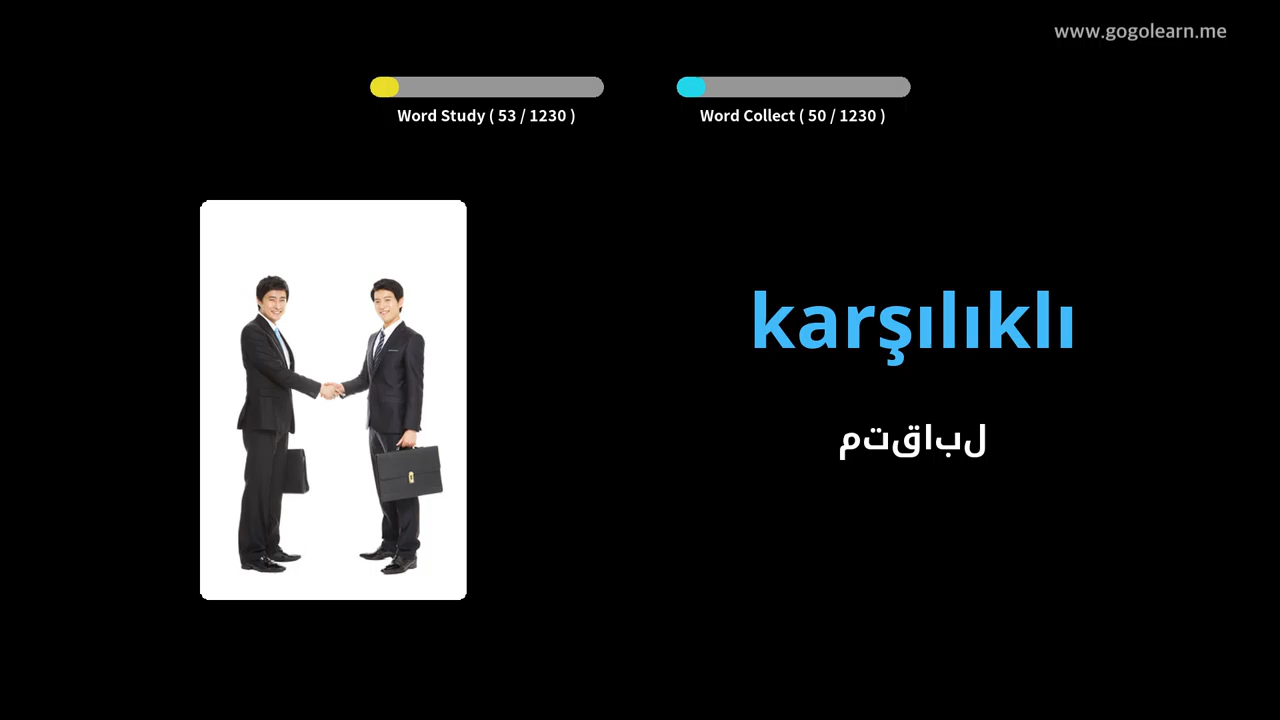 www.gogolearn.me
Word Study ( 53 / 1230 )
Word Collect ( 50 / 1230 )
karşılıklı
متقابل